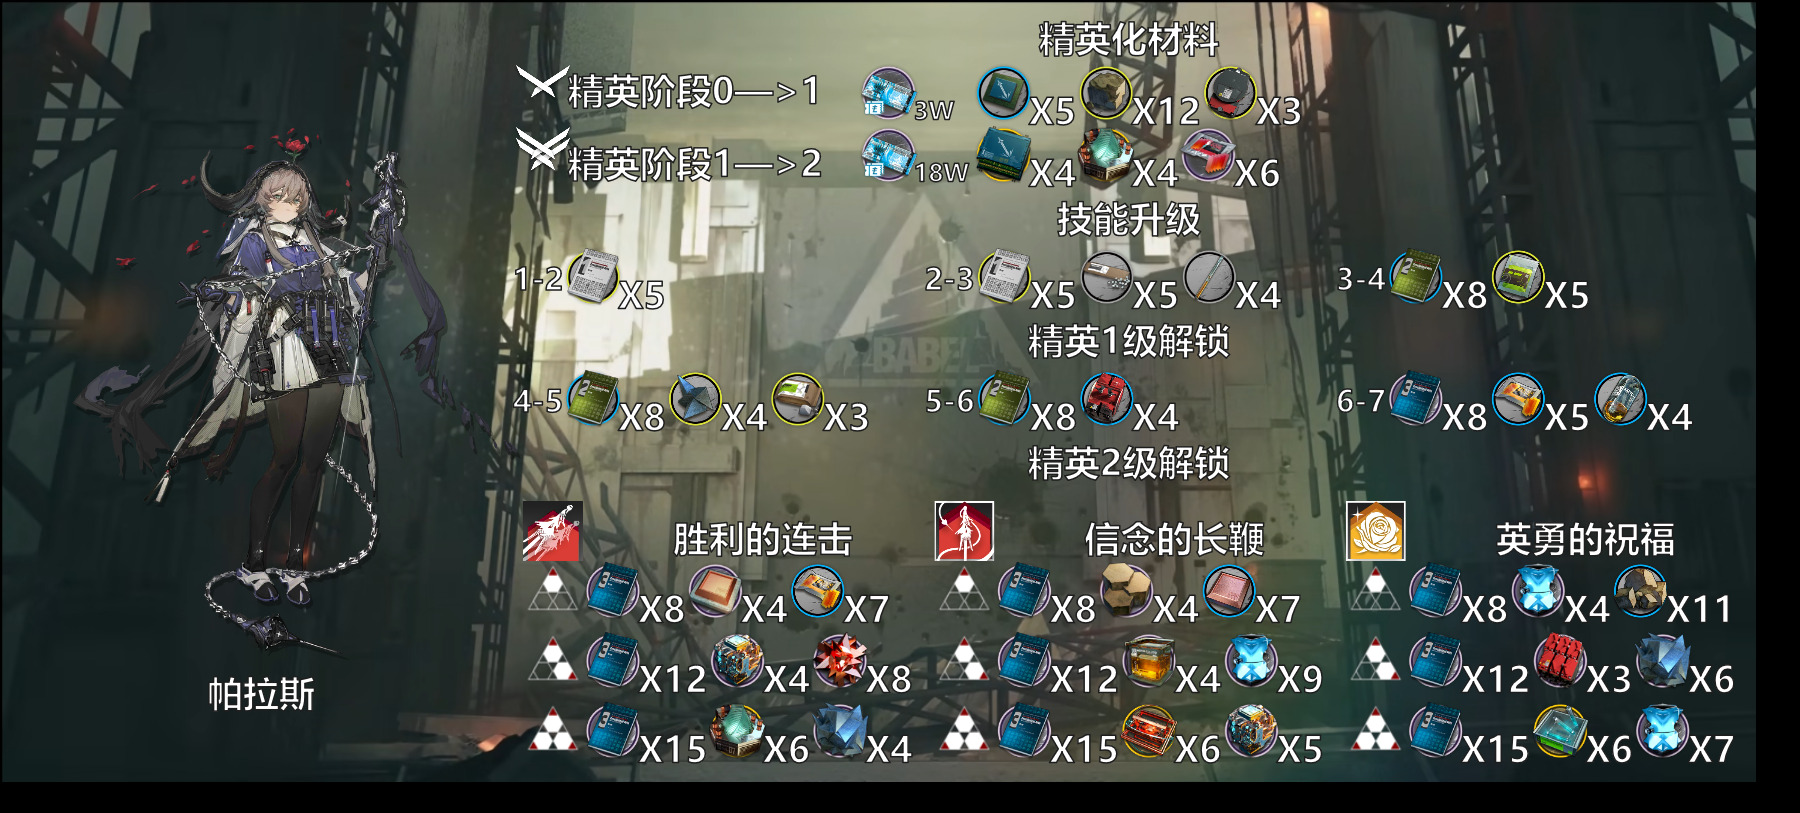 精英化材料
精英阶段0—>1 3W X5 X12 X3
精英阶段1—>2 18W X4 X4 X6
技能升级
1-2 X5 2-3 X5 X5 X4 3-4 X8 X5
BABEL
精英1级解锁
4-5 X8 X4 X3 5-6 X8 X4 6-7 X8 X5 X4
精英2级解锁
胜利的连击 信念的长鞭 英勇的祝福
X8 X4 X7 X8 X4 X7 X8 X4 X11
X12 X4 X8 X12 X4 X9 X12 X3 X6
X15 X6 X4 X15 X6 X5 X15 X6 X7
帕拉斯